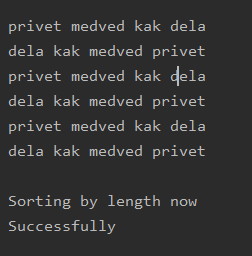 privet medved kak dela
dela kak medved privet
privet medved kak dela
dela kak medved privet
privet medved kak dela
dela kak medved privet
Sorting by length now
Successfully